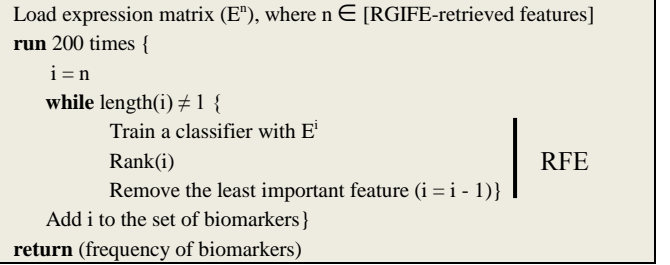 Load expression matrix (Eⁿ), where n ∈ [RGIFE-retrieved features]
run 200 times {
i = n
while length(i) ≠ 1 {
Train a classifier with Eⁱ
Rank(i)
Remove the least important feature (i = i - 1)}
RFE
Add i to the set of biomarkers}
return (frequency of biomarkers)